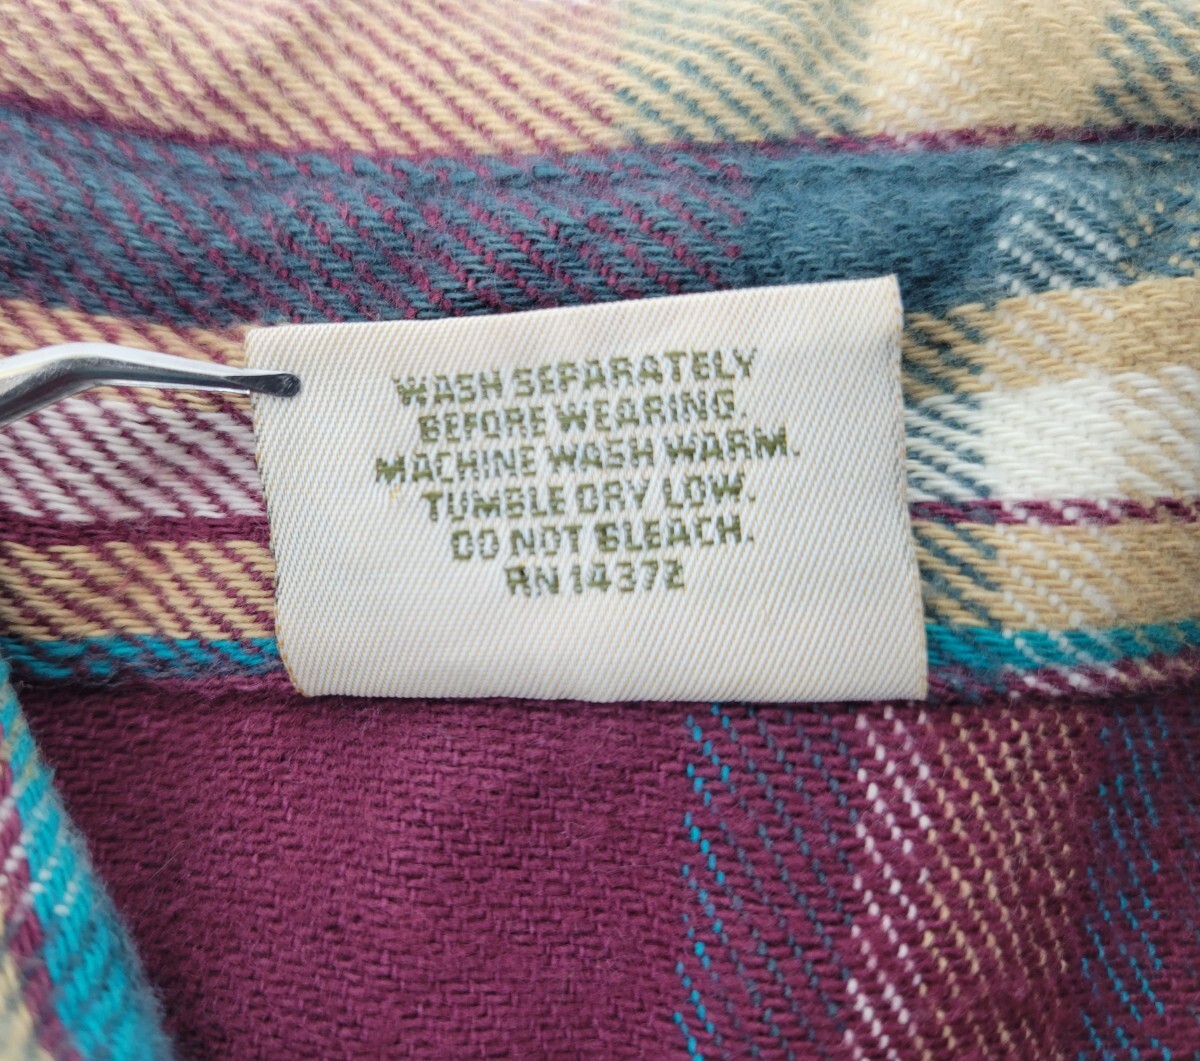 WASH SEPARATELY
BEFORE WEARING.
MACHINE WASH WARM.
TUMBLE DRY LOW.
DO NOT BLEACH.
RN 14372